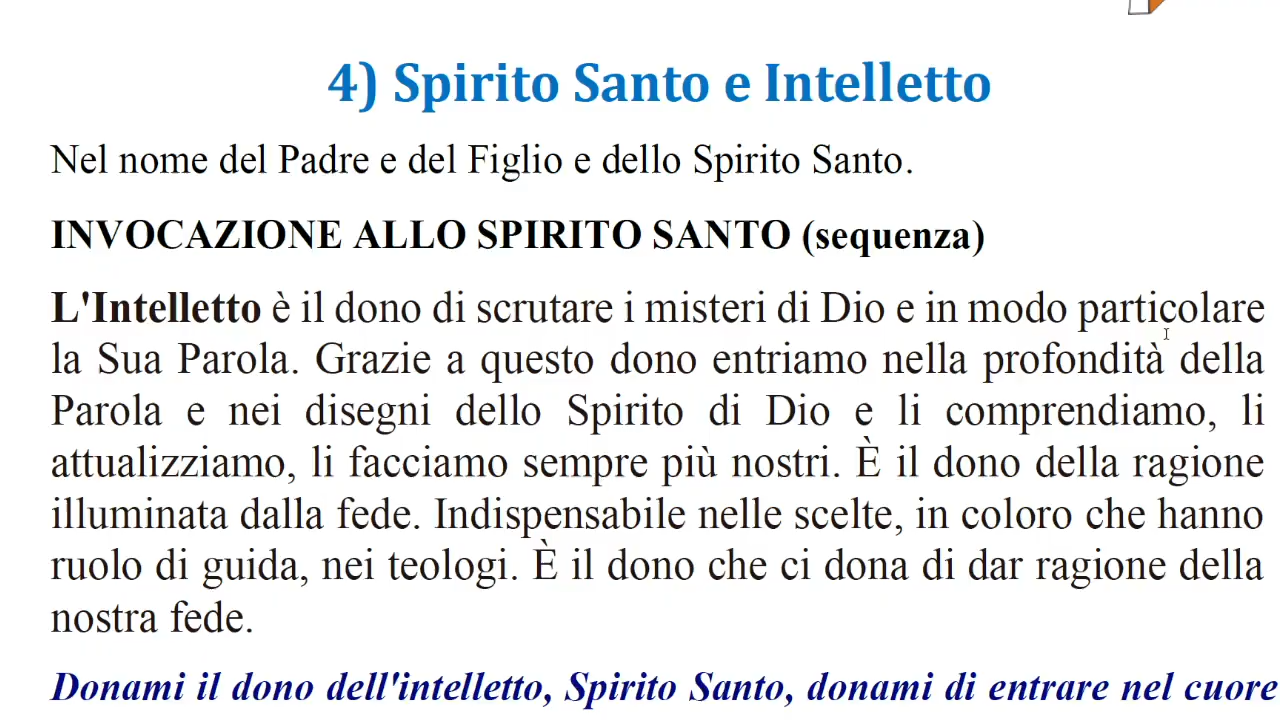 4) Spirito Santo e Intelletto
Nel nome del Padre e del Figlio e dello Spirito Santo.
INVOCAZIONE ALLO SPIRITO SANTO (sequenza)
L'Intelletto è il dono di scrutare i misteri di Dio e in modo particolare
la Sua Parola. Grazie a questo dono entriamo nella profondità della
Parola e nei disegni dello Spirito di Dio e li comprendiamo, li
attualizziamo, li facciamo sempre più nostri. È il dono della ragione
illuminata dalla fede. Indispensabile nelle scelte, in coloro che hanno
ruolo di guida, nei teologi. È il dono che ci dona di dar ragione della
nostra fede.
Donami il dono dell'intelletto, Spirito Santo, donami di entrare nel cuore